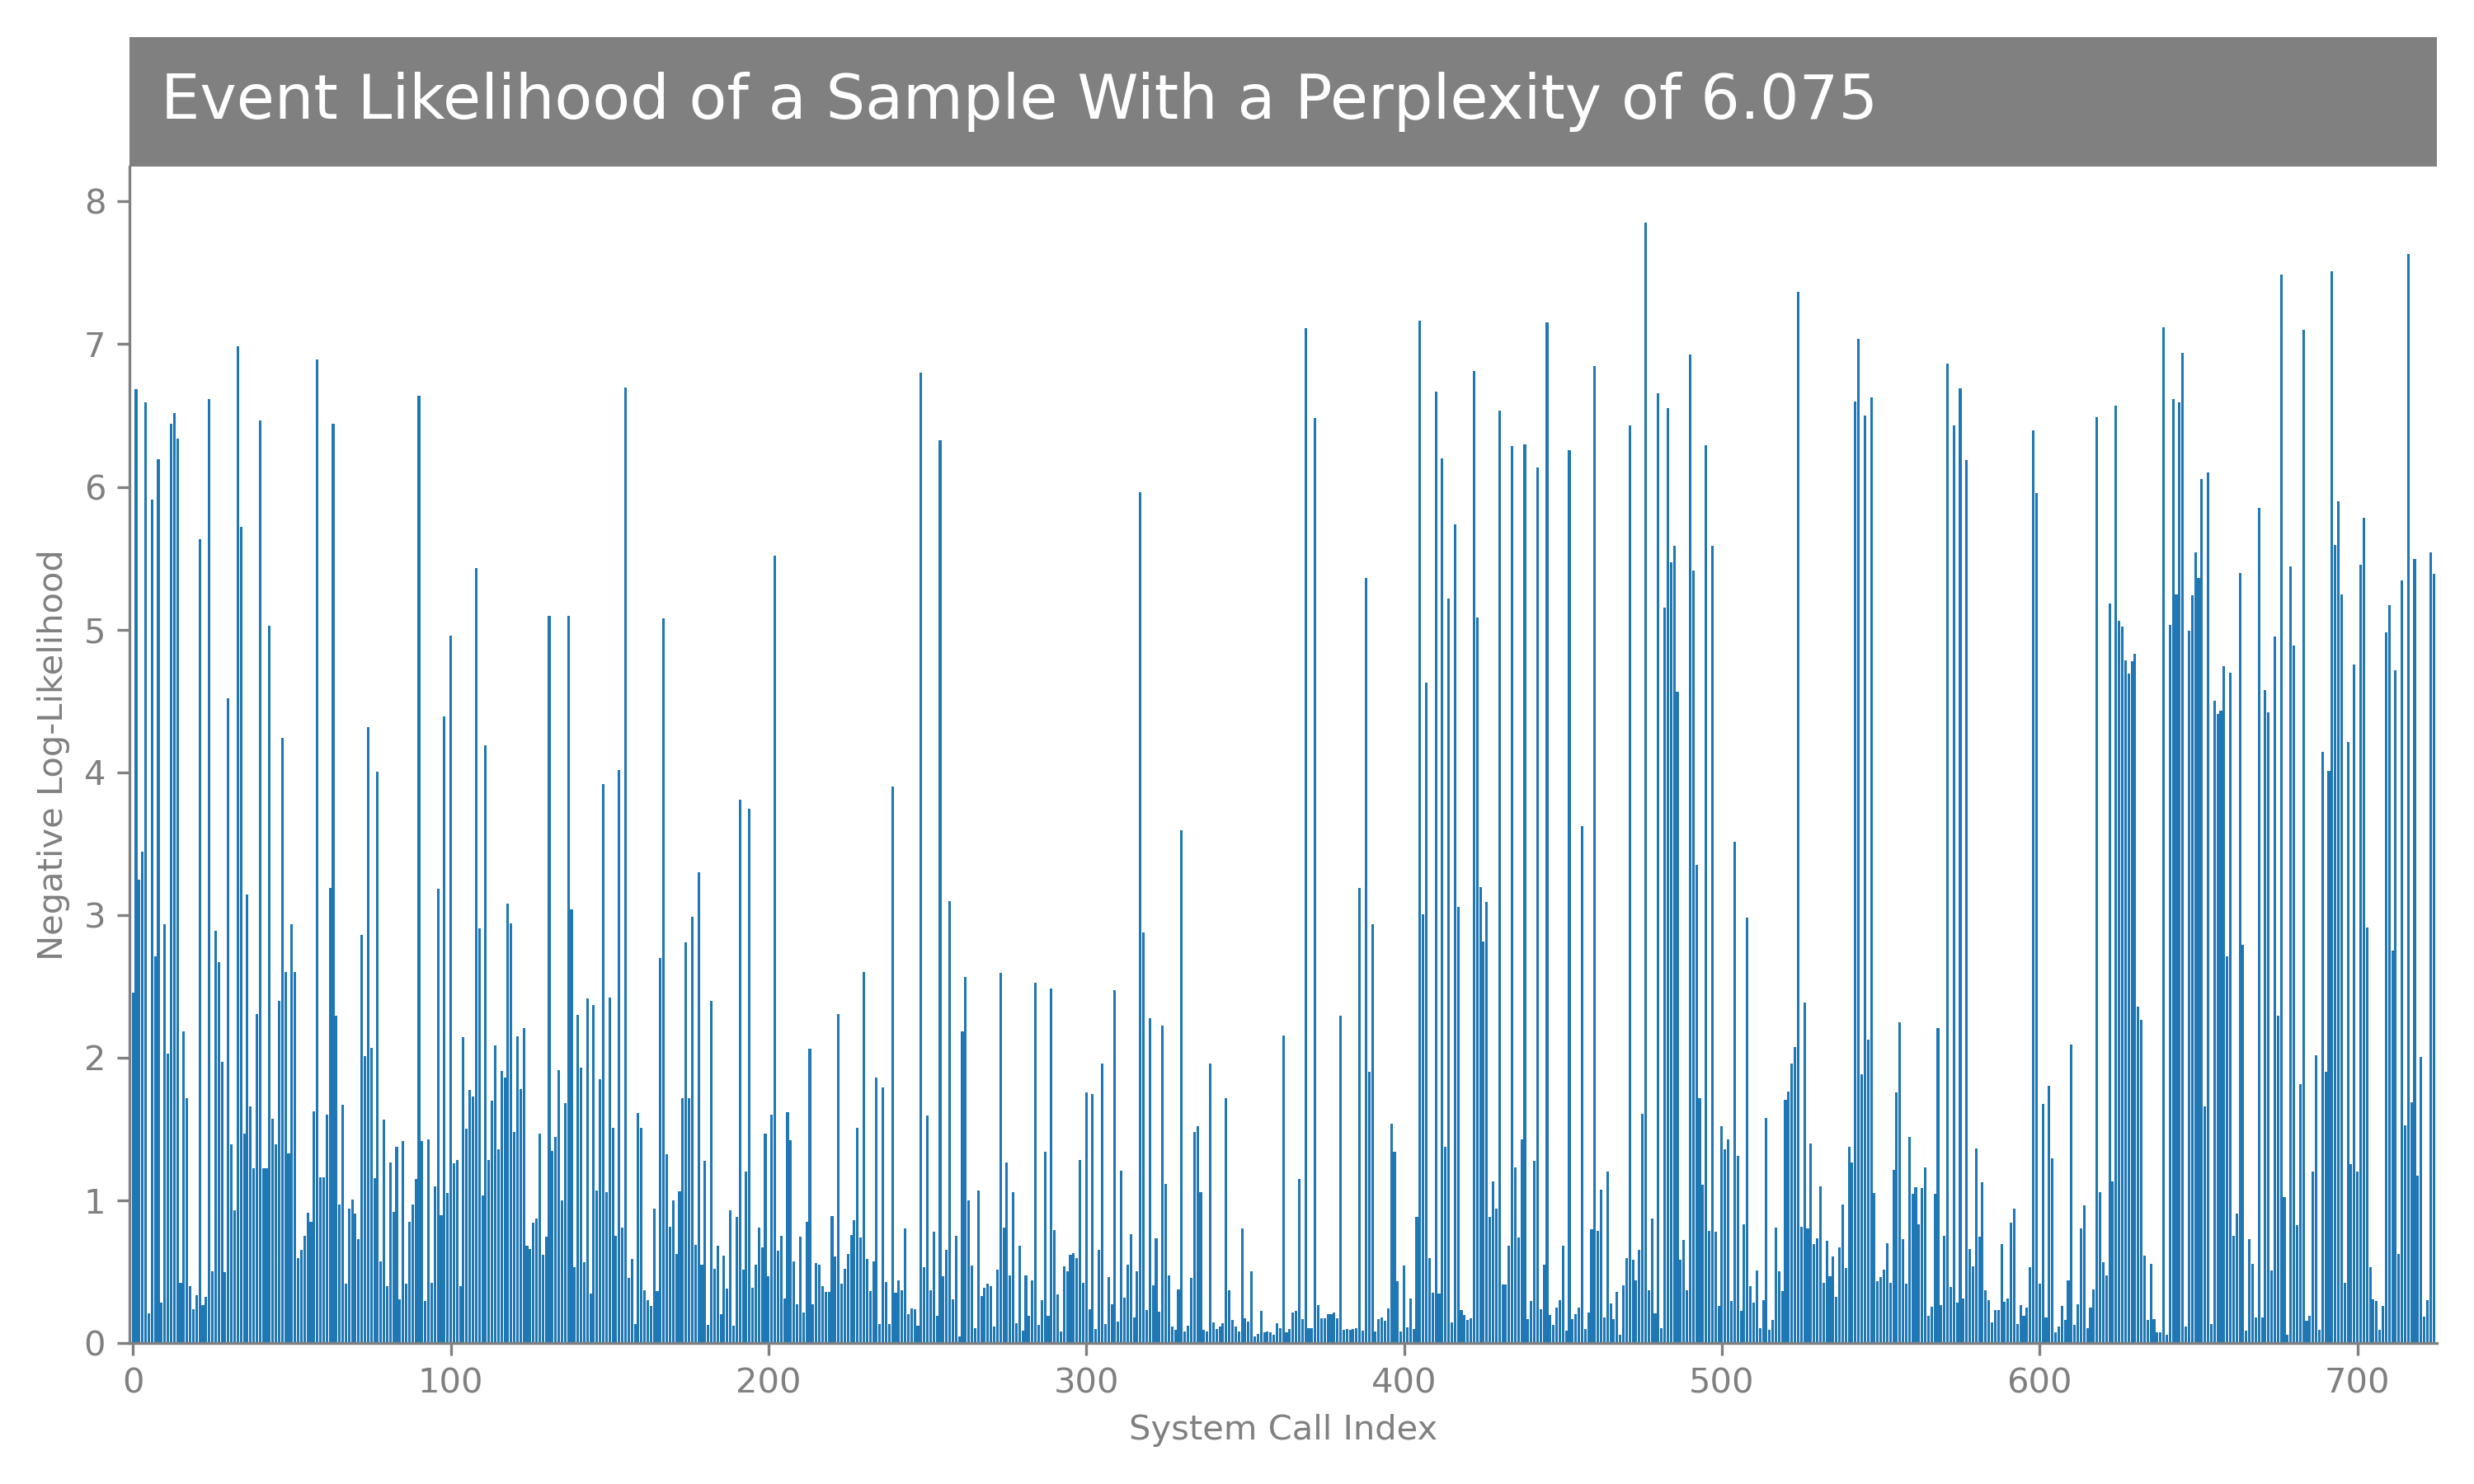 Event Likelihood of a Sample With a Perplexity of 6.075
8
7
6
5
4
3
2
1
0
Negative Log-Likelihood
0 100 200 300 400 500 600 700
System Call Index